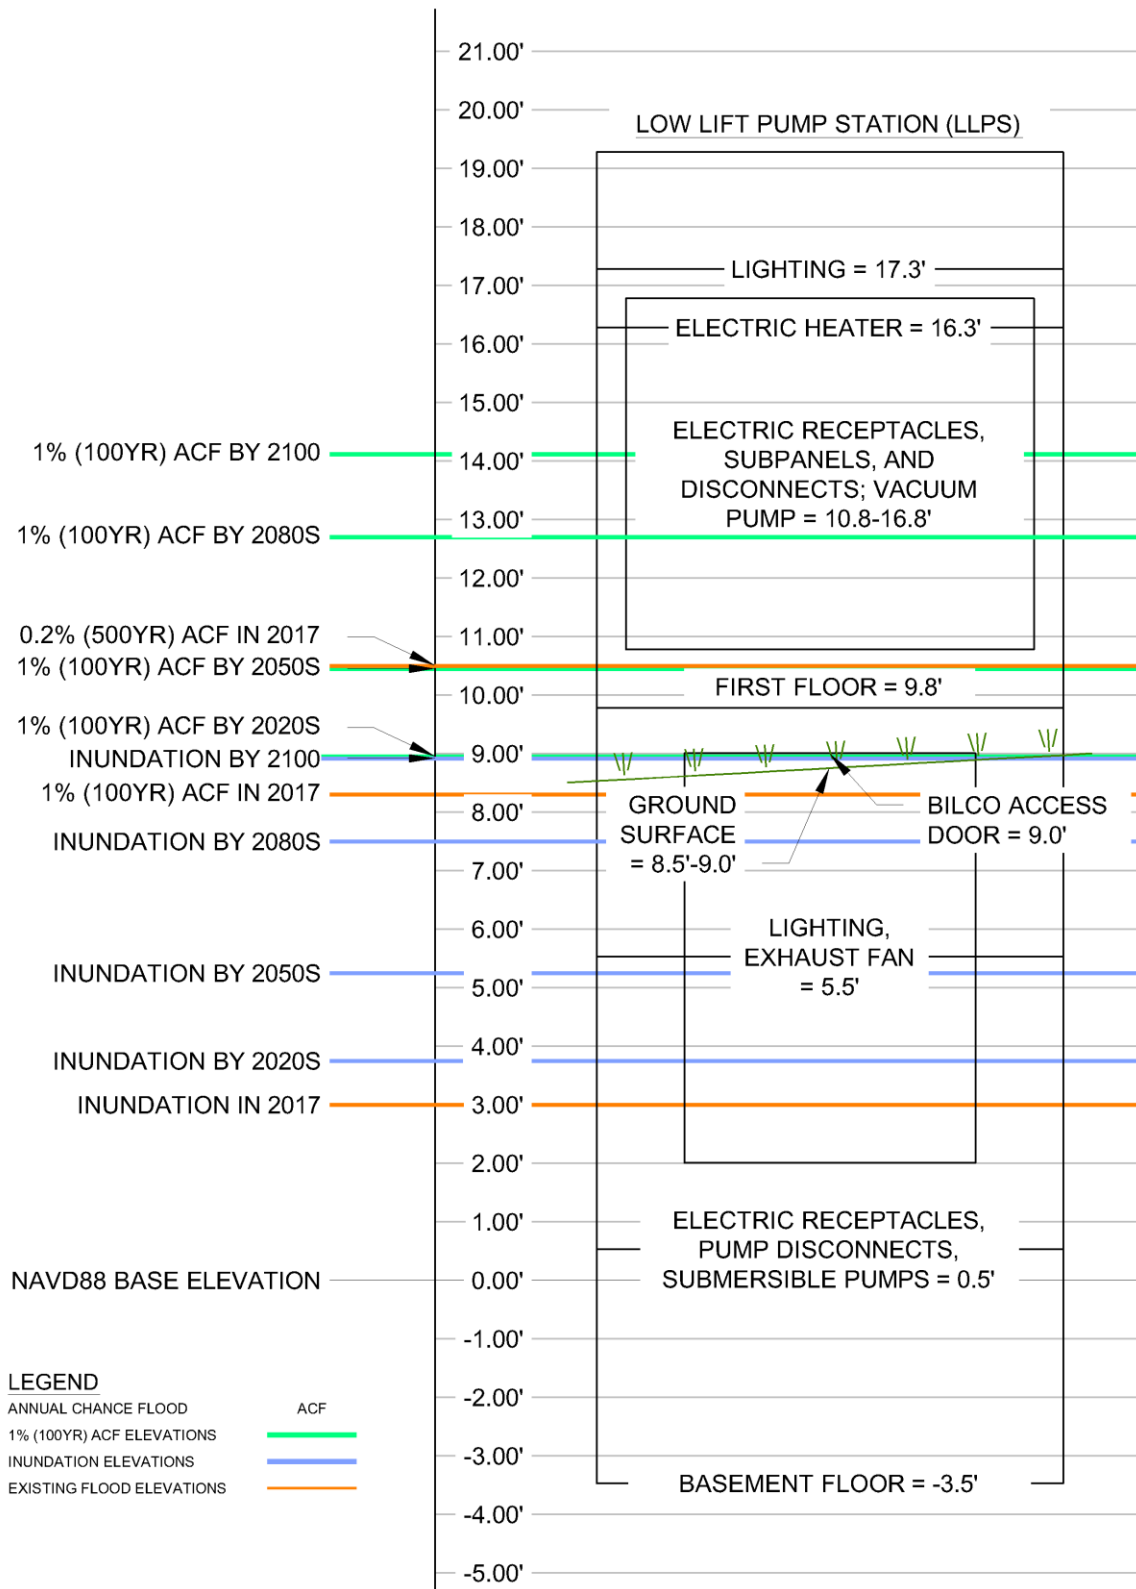 21.00'
20.00'
LOW LIFT PUMP STATION (LLPS)
19.00'
18.00'
LIGHTING = 17.3'
17.00'
ELECTRIC HEATER = 16.3'
16.00'
15.00'
ELECTRIC RECEPTACLES,
SUBPANELS, AND
DISCONNECTS; VACUUM
PUMP = 10.8-16.8'
1% (100YR) ACF BY 2100
14.00'
13.00'
1% (100YR) ACF BY 2080S
12.00'
0.2% (500YR) ACF IN 2017
11.00'
1% (100YR) ACF BY 2050S
10.00'
FIRST FLOOR = 9.8'
1% (100YR) ACF BY 2020S
INUNDATION BY 2100
9.00'
1% (100YR) ACF IN 2017
8.00'
GROUND
SURFACE
= 8.5'-9.0'
BILCO ACCESS
DOOR = 9.0'
INUNDATION BY 2080S
7.00'
6.00'
LIGHTING,
EXHAUST FAN
= 5.5'
INUNDATION BY 2050S
5.00'
4.00'
INUNDATION BY 2020S
INUNDATION IN 2017
3.00'
2.00'
1.00'
ELECTRIC RECEPTACLES,
PUMP DISCONNECTS,
SUBMERSIBLE PUMPS = 0.5'
NAVD88 BASE ELEVATION
0.00'
-1.00'
-2.00'
-3.00'
BASEMENT FLOOR = -3.5'
-4.00'
-5.00'
LEGEND
ANNUAL CHANCE FLOOD ACF
1% (100YR) ACF ELEVATIONS
INUNDATION ELEVATIONS
EXISTING FLOOD ELEVATIONS